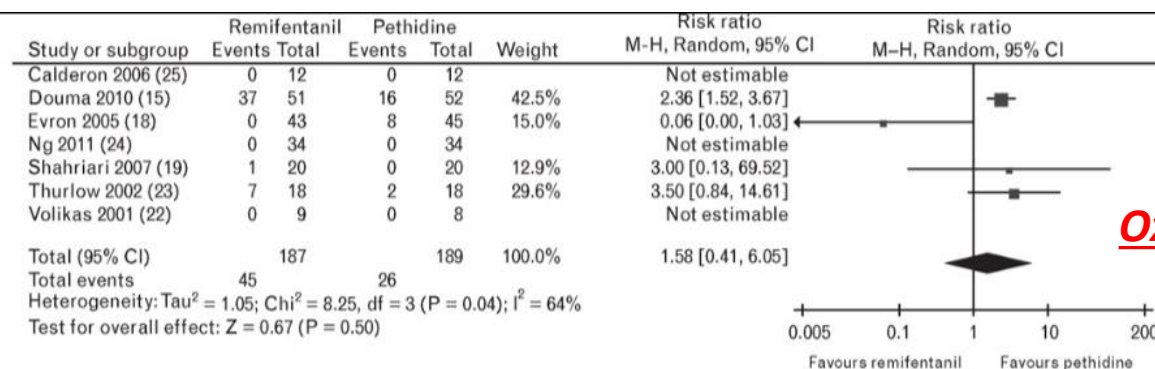 Remifentanil Pethidine Risk ratio Risk ratio
Study or subgroup Events Total Events Total Weight M-H, Random, 95% CI M–H, Random, 95% CI
Calderon 2006 (25) 0 12 0 12 Not estimable
Douma 2010 (15) 37 51 16 52 42.5% 2.36 [1.52, 3.67]
Evron 2005 (18) 0 43 8 45 15.0% 0.06 [0.00, 1.03]
Ng 2011 (24) 0 34 0 34 Not estimable
Shahriari 2007 (19) 1 20 0 20 12.9% 3.00 [0.13, 69.52]
Thurlow 2002 (23) 7 18 2 18 29.6% 3.50 [0.84, 14.61]
Volikas 2001 (22) 0 9 0 8 Not estimable
Total (95% CI) 187 189 100.0% 1.58 [0.41, 6.05]
Total events 45 26
Heterogeneity: Tau² = 1.05; Chi² = 8.25, df = 3 (P = 0.04); I² = 64%
Test for overall effect: Z = 0.67 (P = 0.50)
0.005 0.1 1 10 200
Favours remifentanil Favours pethidine